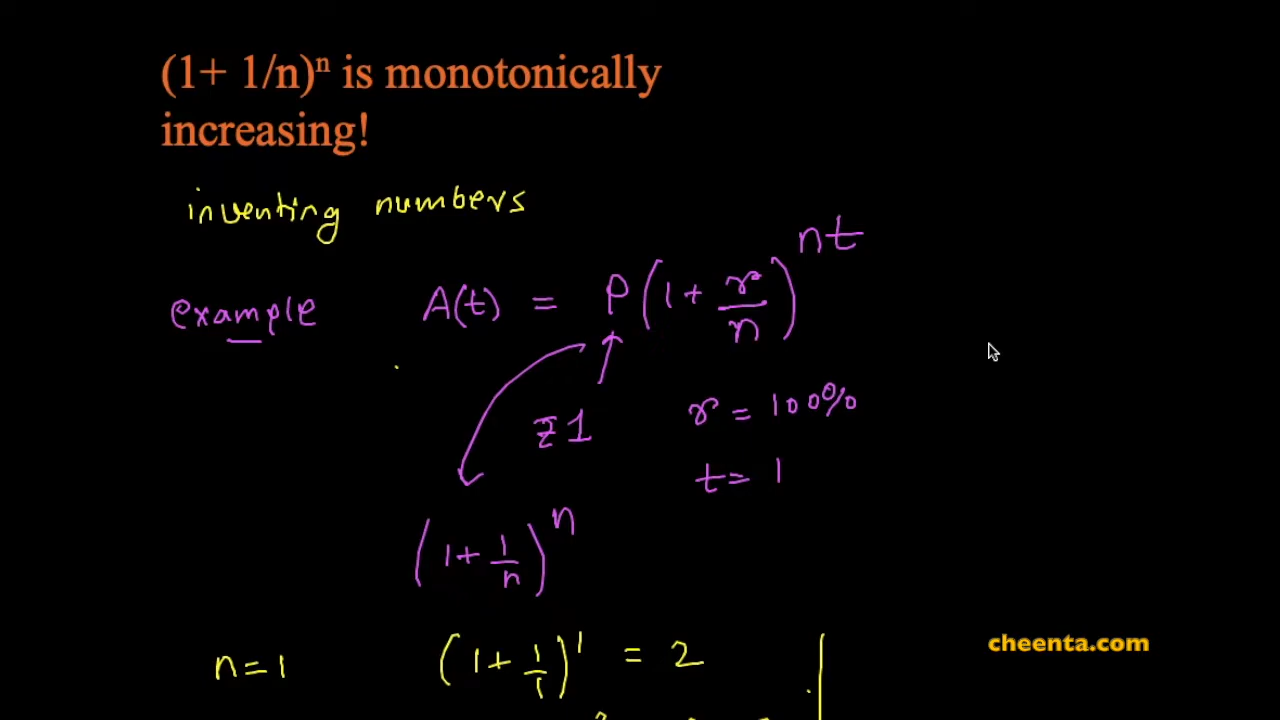 (1+ 1/n)ⁿ is monotonically
increasing!
inventing numbers
example A(t) = P(1 + r/n)^nt
₹1 r = 100%
t = 1
(1 + 1/n)^n
n = 1 (1 + 1/1)^1 = 2
cheenta.com